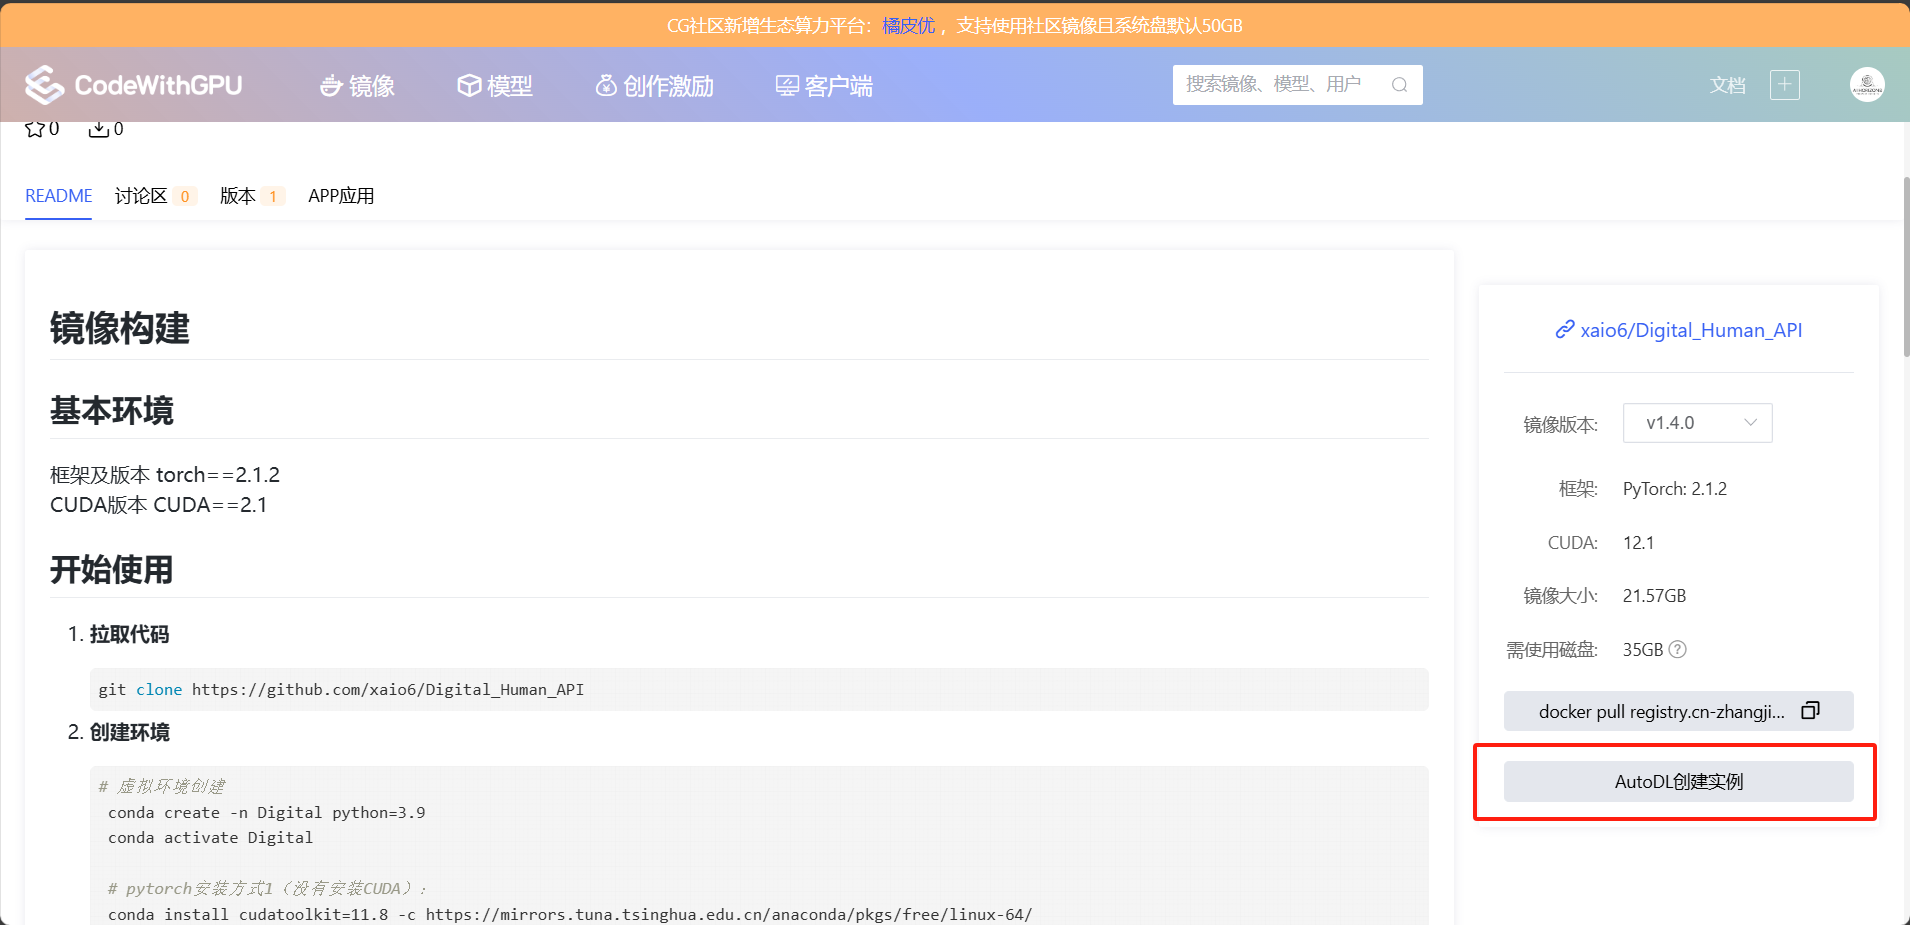 CG社区新增生态算力平台：橘皮优，支持使用社区镜像且系统盘默认50GB
CodeWithGPU
镜像
模型
创作激励
客户端
搜索镜像、模型、用户
文档
0
0
README
讨论区 0
版本 1
APP应用
镜像构建
基本环境
框架及版本 torch==2.1.2
CUDA版本 CUDA==2.1
开始使用
1. 拉取代码
git clone https://github.com/xaio6/Digital_Human_API
2. 创建环境
# 虚拟环境创建
conda create -n Digital python=3.9
conda activate Digital
# pytorch安装方式1（没有安装CUDA）：
conda install cudatoolkit=11.8 -c https://mirrors.tuna.tsinghua.edu.cn/anaconda/pkgs/free/linux-64/
xaio6/Digital_Human_API
镜像版本: v1.4.0
框架: PyTorch: 2.1.2
CUDA: 12.1
镜像大小: 21.57GB
需使用磁盘: 35GB
docker pull registry.cn-zhangji...
AutoDL创建实例